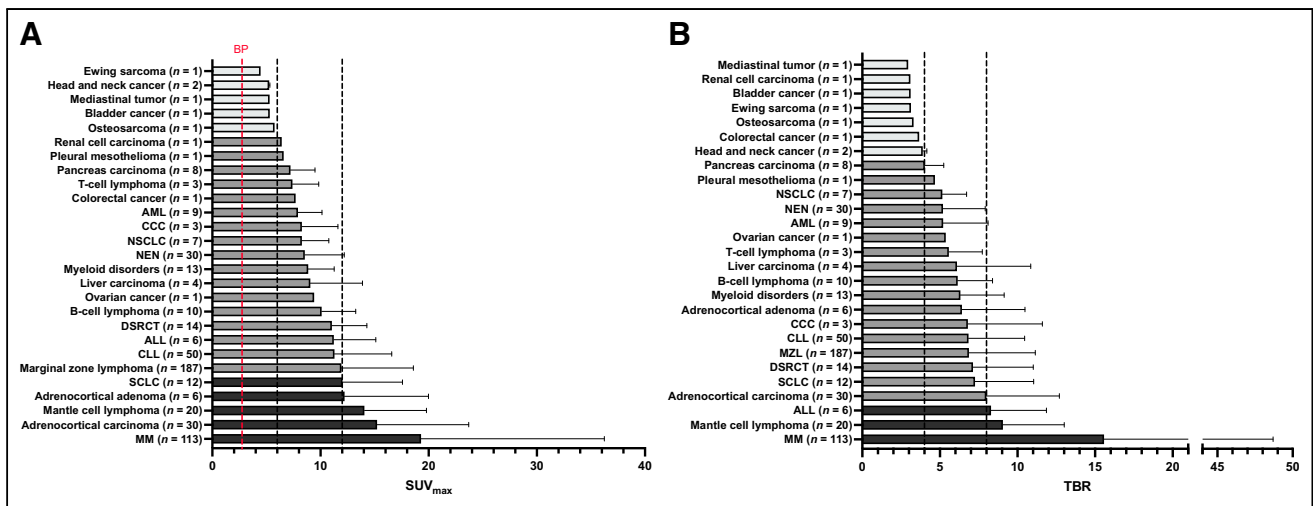 A
BP
Ewing sarcoma (n = 1)
Head and neck cancer (n = 2)
Mediastinal tumor (n = 1)
Bladder cancer (n = 1)
Osteosarcoma (n = 1)
Renal cell carcinoma (n = 1)
Pleural mesothelioma (n = 1)
Pancreas carcinoma (n = 8)
T-cell lymphoma (n = 3)
Colorectal cancer (n = 1)
AML (n = 9)
CCC (n = 3)
NSCLC (n = 7)
NEN (n = 30)
Myeloid disorders (n = 13)
Liver carcinoma (n = 4)
Ovarian cancer (n = 1)
B-cell lymphoma (n = 10)
DSRCT (n = 14)
ALL (n = 6)
CLL (n = 50)
Marginal zone lymphoma (n = 187)
SCLC (n = 12)
Adrenocortical adenoma (n = 6)
Mantle cell lymphoma (n = 20)
Adrenocortical carcinoma (n = 30)
MM (n = 113)
0 10 20 30 40
SUVmax
B
Mediastinal tumor (n = 1)
Renal cell carcinoma (n = 1)
Bladder cancer (n = 1)
Ewing sarcoma (n = 1)
Osteosarcoma (n = 1)
Colorectal cancer (n = 1)
Head and neck cancer (n = 2)
Pancreas carcinoma (n = 8)
Pleural mesothelioma (n = 1)
NSCLC (n = 7)
NEN (n = 30)
AML (n = 9)
Ovarian cancer (n = 1)
T-cell lymphoma (n = 3)
Liver carcinoma (n = 4)
B-cell lymphoma (n = 10)
Myeloid disorders (n = 13)
Adrenocortical adenoma (n = 6)
CCC (n = 3)
CLL (n = 50)
MZL (n = 187)
DSRCT (n = 14)
SCLC (n = 12)
Adrenocortical carcinoma (n = 30)
ALL (n = 6)
Mantle cell lymphoma (n = 20)
MM (n = 113)
0 5 10 15 20 45 50
TBR